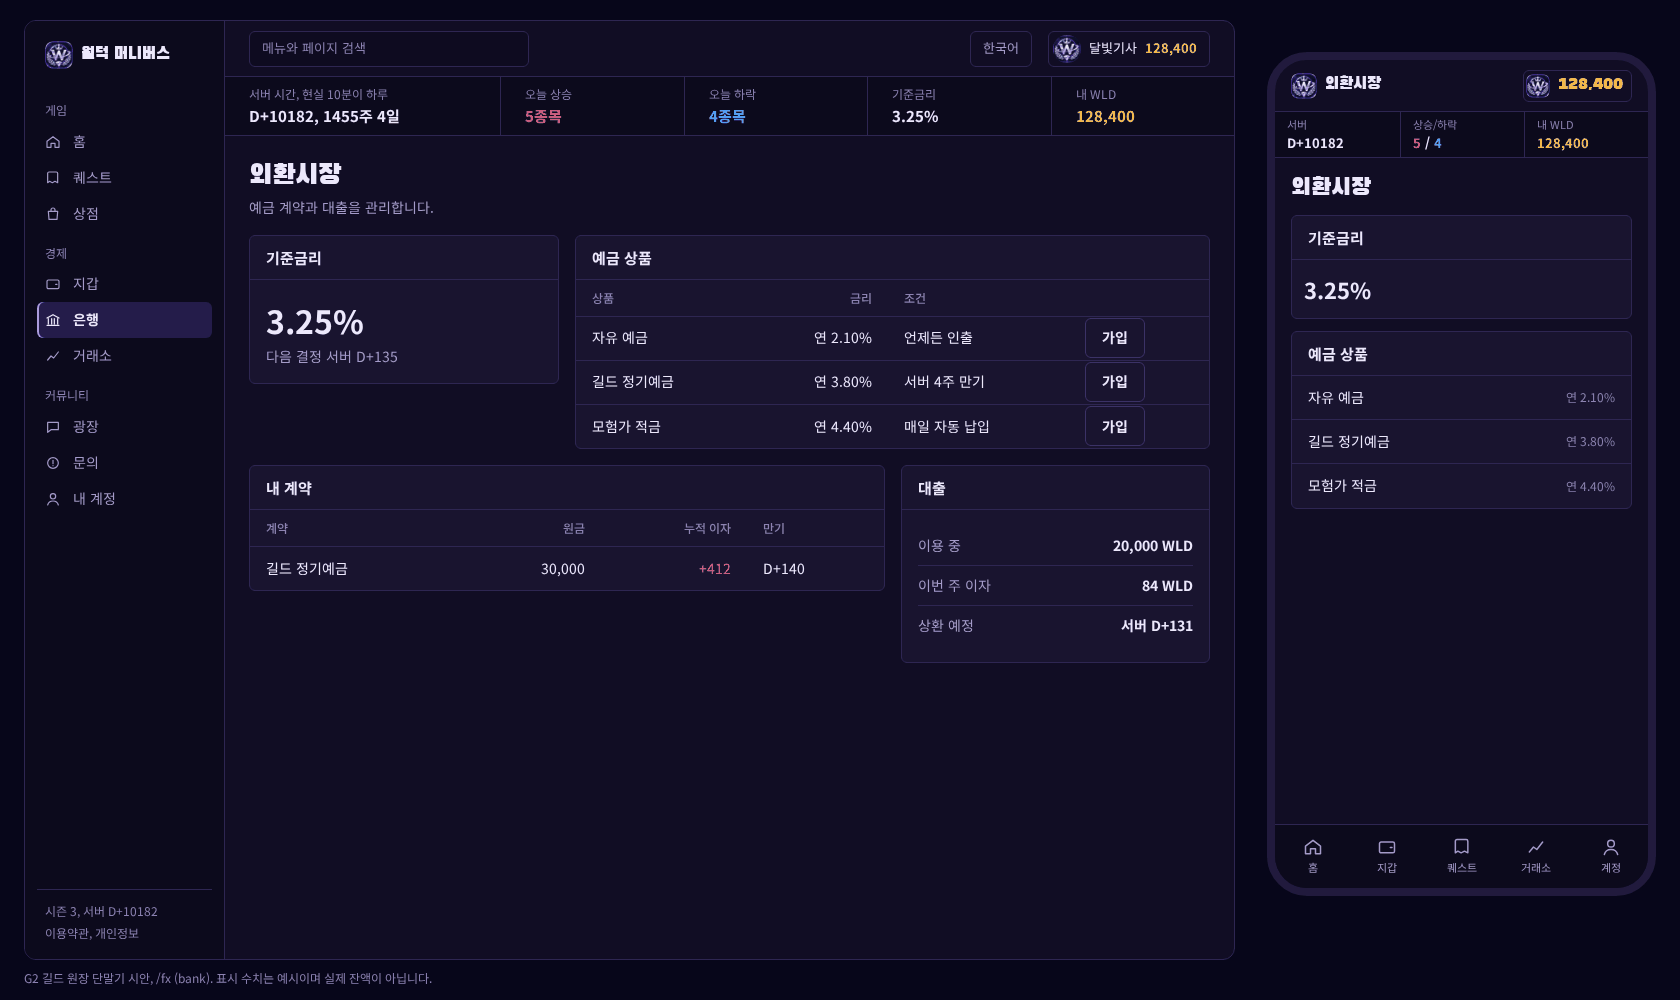 월덕 머니버스
게임
홈
퀘스트
상점
경제
지갑
은행
거래소
커뮤니티
광장
문의
내 계정
시즌 3, 서버 D+10182
이용약관, 개인정보
메뉴와 페이지 검색
한국어
달빛기사 128,400
서버 시간, 현실 10분이 하루
D+10182, 1455주 4일
오늘 상승
5종목
오늘 하락
4종목
기준금리
3.25%
내 WLD
128,400
외환시장
예금 계약과 대출을 관리합니다.
기준금리
3.25%
다음 결정 서버 D+135
예금 상품
상품 금리 조건
자유 예금 연 2.10% 언제든 인출 가입
길드 정기예금 연 3.80% 서버 4주 만기 가입
모험가 적금 연 4.40% 매일 자동 납입 가입
내 계약
계약 원금 누적 이자 만기
길드 정기예금 30,000 +412 D+140
대출
이용 중 20,000 WLD
이번 주 이자 84 WLD
상환 예정 서버 D+131
외환시장 128,400
서버
D+10182
상승/하락
5 / 4
내 WLD
128,400
외환시장
기준금리
3.25%
예금 상품
자유 예금 연 2.10%
길드 정기예금 연 3.80%
모험가 적금 연 4.40%
홈 지갑 퀘스트 거래소 계정
G2 길드 원장 단말기 시안, /fx (bank). 표시 수치는 예시이며 실제 잔액이 아닙니다.